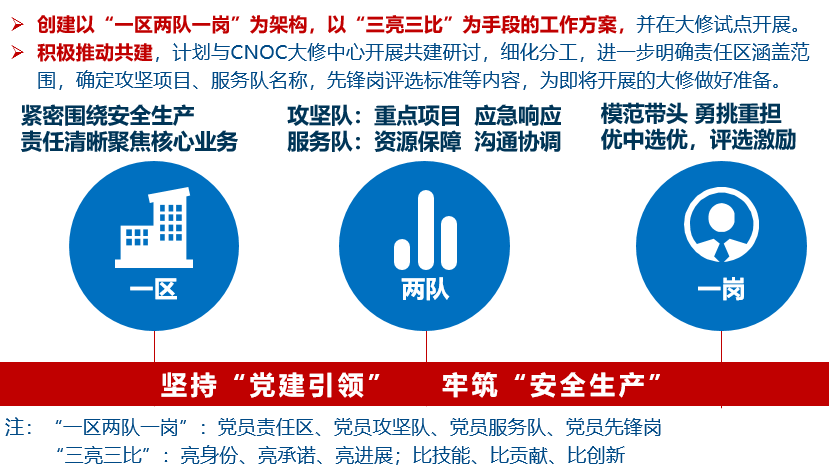 ➢ 创建以“一区两队一岗”为架构，以“三亮三比”为手段的工作方案，并在大修试点开展。
➢ 积极推动共建，计划与CNOC大修中心开展共建研讨，细化分工，进一步明确责任区涵盖范
围，确定攻坚项目、服务队名称，先锋岗评选标准等内容，为即将开展的大修做好准备。
紧密围绕安全生产
责任清晰聚焦核心业务
攻坚队：重点项目 应急响应
服务队：资源保障 沟通协调
模范带头 勇挑重担
优中选优，评选激励
一区
两队
一岗
坚持“党建引领” 牢筑“安全生产”
注：“一区两队一岗”：党员责任区、党员攻坚队、党员服务队、党员先锋岗
“三亮三比”：亮身份、亮承诺、亮进展；比技能、比贡献、比创新